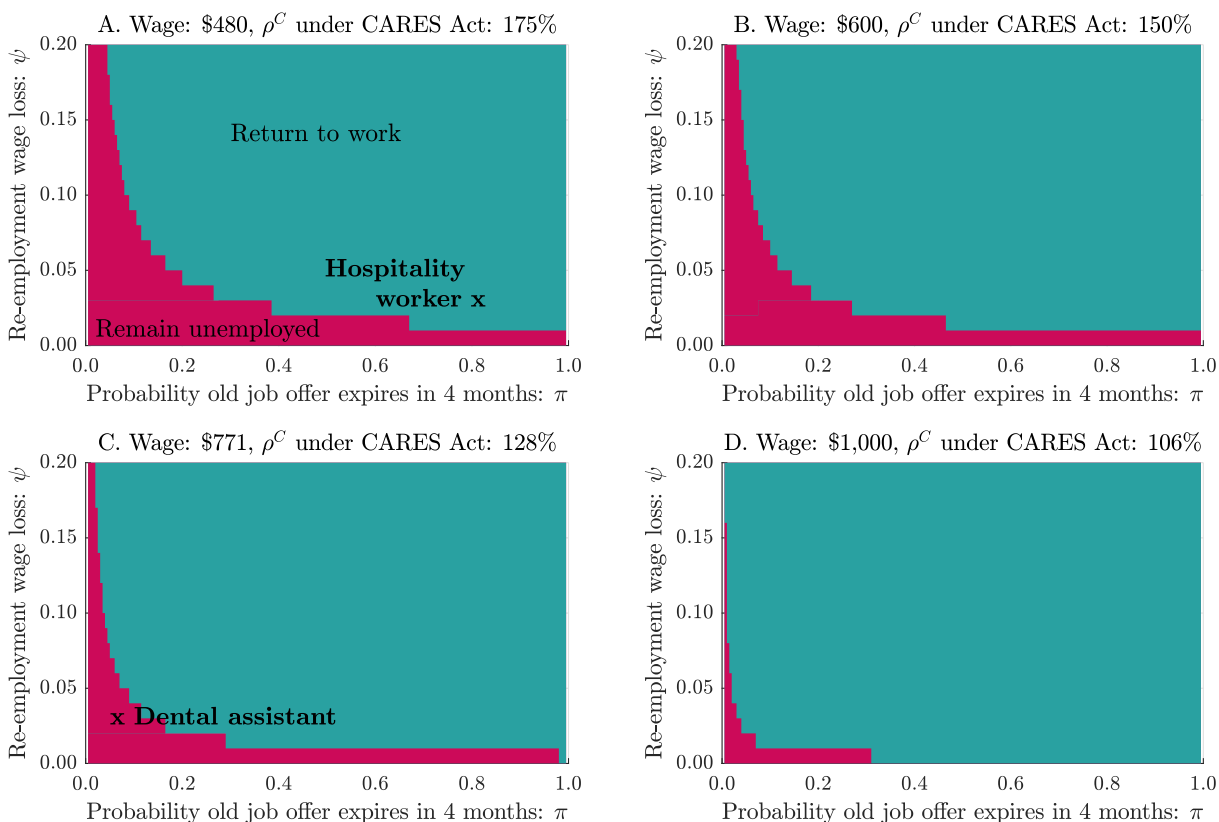 A. Wage: $480, ρ^C under CARES Act: 175%
Re-employment wage loss: ψ
0.20
0.15
0.10
0.05
0.00
Return to work
Hospitality
worker x
Remain unemployed
0.0 0.2 0.4 0.6 0.8 1.0
Probability old job offer expires in 4 months: π
B. Wage: $600, ρ^C under CARES Act: 150%
Re-employment wage loss: ψ
0.20
0.15
0.10
0.05
0.00
0.0 0.2 0.4 0.6 0.8 1.0
Probability old job offer expires in 4 months: π
C. Wage: $771, ρ^C under CARES Act: 128%
Re-employment wage loss: ψ
0.20
0.15
0.10
0.05
0.00
x Dental assistant
0.0 0.2 0.4 0.6 0.8 1.0
Probability old job offer expires in 4 months: π
D. Wage: $1,000, ρ^C under CARES Act: 106%
Re-employment wage loss: ψ
0.20
0.15
0.10
0.05
0.00
0.0 0.2 0.4 0.6 0.8 1.0
Probability old job offer expires in 4 months: π